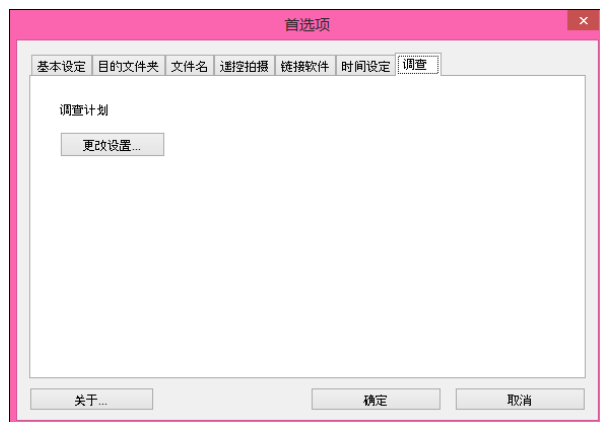 首选项
基本设定 目的文件夹 文件名 遥控拍摄 链接软件 时间设定 调查
调查计划
更改设置...
关于... 确定 取消